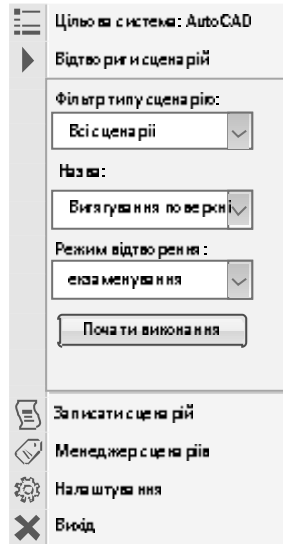 Цільова система: AutoCAD
Відтворити сценарій
Фільтр типу сценарію:
Всі сценарії
Назва:
Витягування поверхні
Режим відтворення:
екзаменування
Почати виконання
Записати сценарій
Менеджер сценаріїв
Налаштування
Вихід